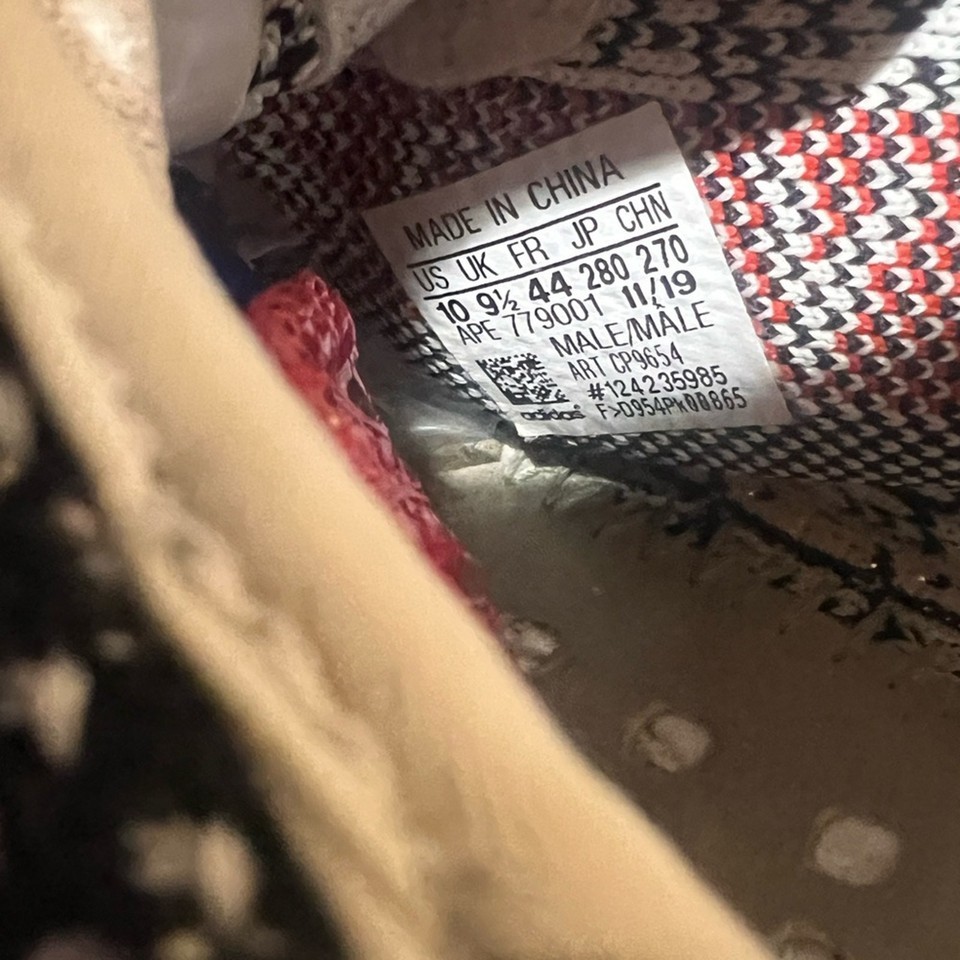 MADE IN CHINA
US UK FR JP CHN
10 9½ 44 280 270
APE 779001 11/19
MALE/MÂLE
ART CP9654
#124235985
adidas
F>D954PK00865